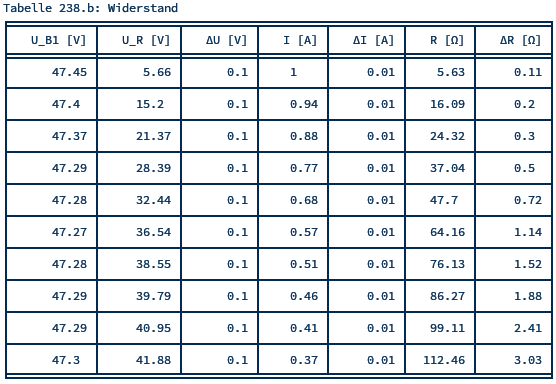 Tabelle 238.b: Widerstand
U_B1 [V] U_R [V] ΔU [V] I [A] ΔI [A] R [Ω] ΔR [Ω]
47.45 5.66 0.1 1 0.01 5.63 0.11
47.4 15.2 0.1 0.94 0.01 16.09 0.2
47.37 21.37 0.1 0.88 0.01 24.32 0.3
47.29 28.39 0.1 0.77 0.01 37.04 0.5
47.28 32.44 0.1 0.68 0.01 47.7 0.72
47.27 36.54 0.1 0.57 0.01 64.16 1.14
47.28 38.55 0.1 0.51 0.01 76.13 1.52
47.29 39.79 0.1 0.46 0.01 86.27 1.88
47.29 40.95 0.1 0.41 0.01 99.11 2.41
47.3 41.88 0.1 0.37 0.01 112.46 3.03